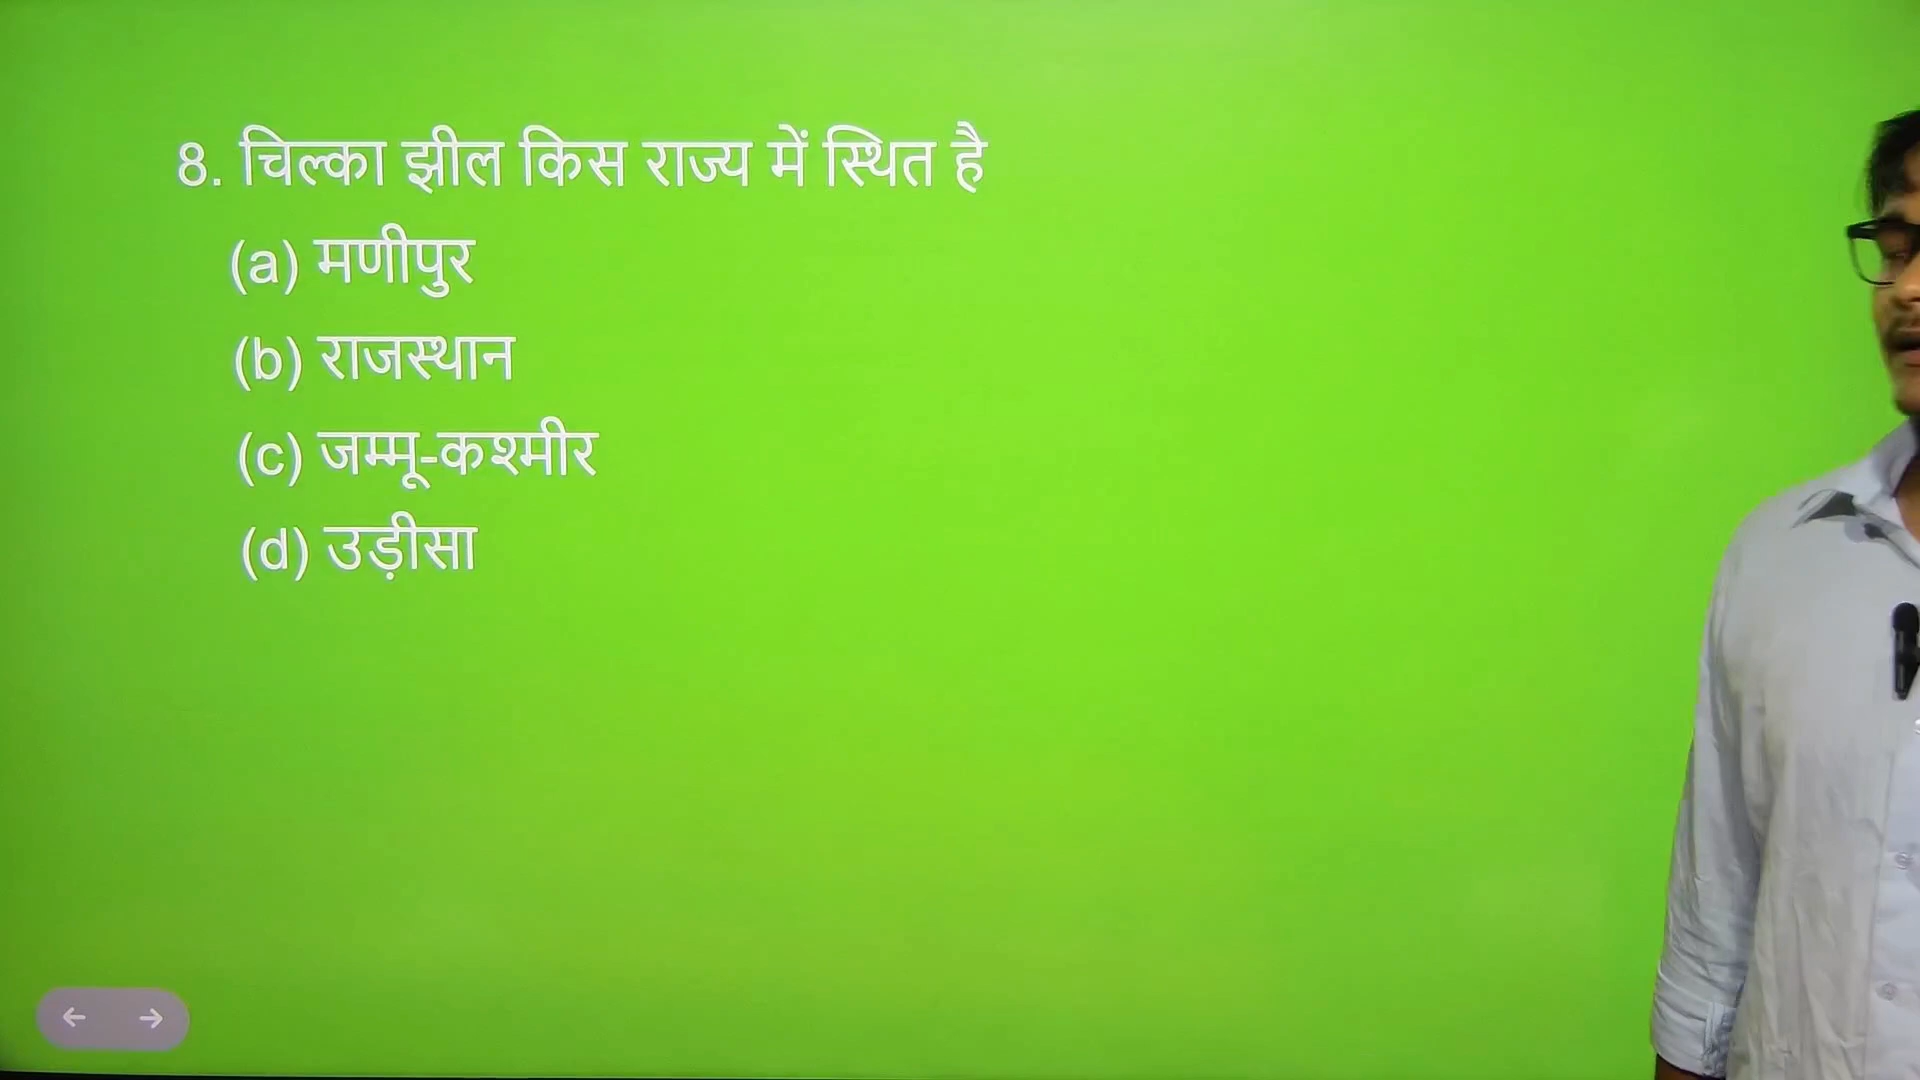 8. चिल्का झील किस राज्य में स्थित है
(a) मणीपुर
(b) राजस्थान
(c) जम्मू-कश्मीर
(d) उड़ीसा